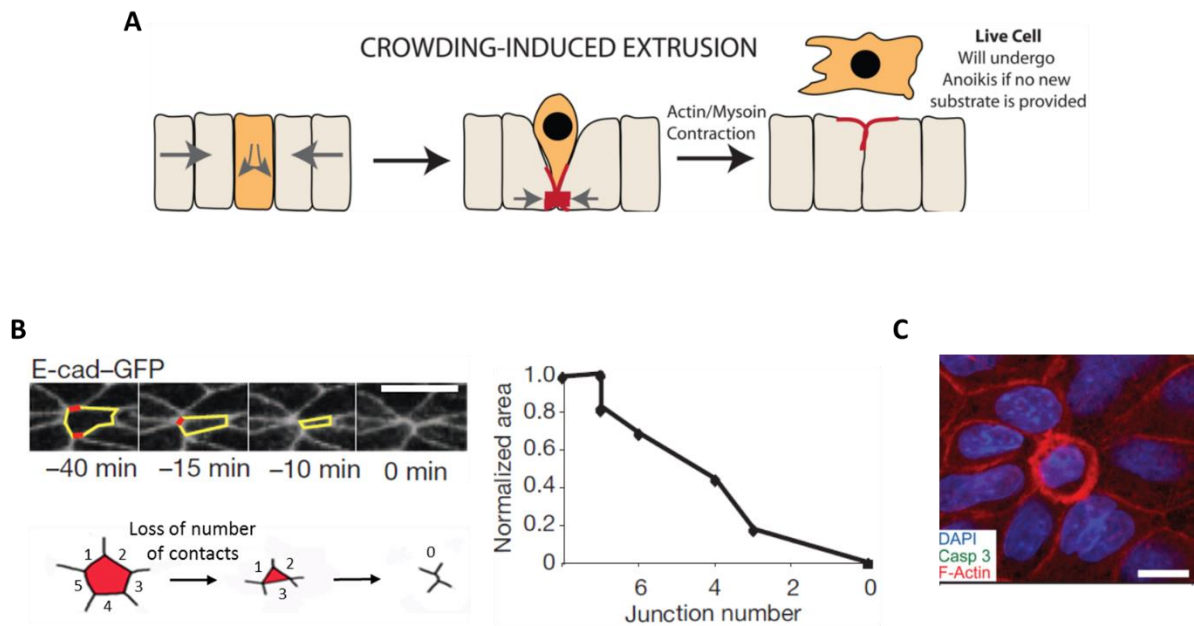 A
CROWDING-INDUCED EXTRUSION
Live Cell
Will undergo
Anoikis if no new
substrate is provided
Actin/Mysoin
Contraction
B
E-cad–GFP
–40 min
–15 min
–10 min
0 min
Loss of number
of contacts
1 2
5 3
4
1 2
3
0
Normalized area
1.0
0.8
0.6
0.4
0.2
0
6 4 2 0
Junction number
C
DAPI
Casp 3
F-Actin